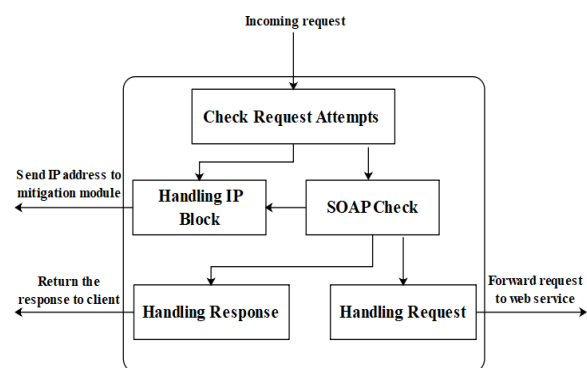 Incoming request
Check Request Attempts
Send IP address to
mitigation module
Handling IP
Block
SOAP Check
Return the
response to client
Handling Response
Handling Request
Forward request
to web service